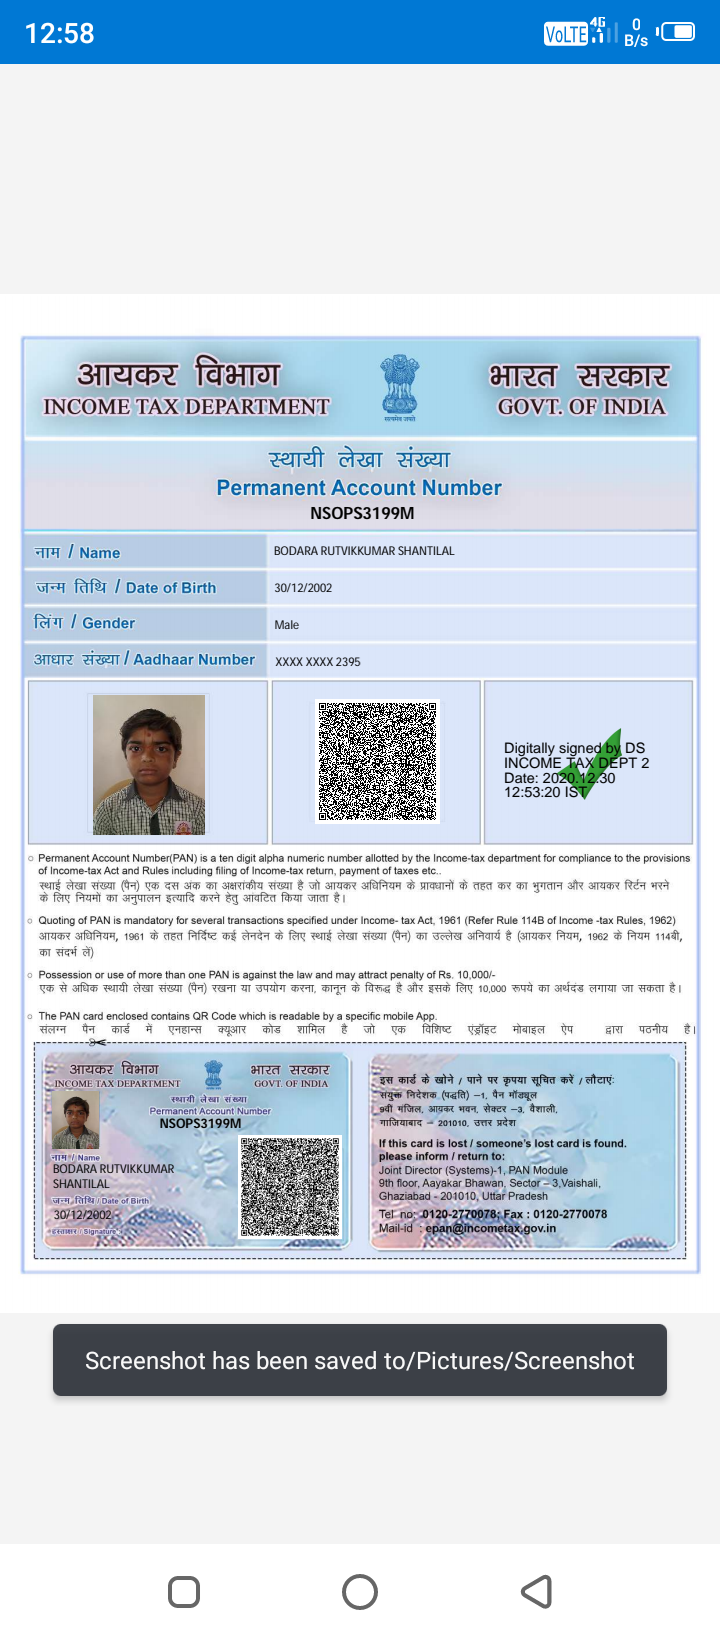 12:58
VoLTE 4G 0 B/s
आयकर विभाग
INCOME TAX DEPARTMENT
सत्यमेव जयते
भारत सरकार
GOVT. OF INDIA
स्थायी लेखा संख्या
Permanent Account Number
NSOPS3199M
नाम / Name
BODARA RUTVIKKUMAR SHANTILAL
जन्म तिथि / Date of Birth
30/12/2002
लिंग / Gender
Male
आधार संख्या / Aadhaar Number
XXXX XXXX 2395
Digitally signed by DS
INCOME TAX DEPT 2
Date: 2020.12.30
12:53:20 IST
Permanent Account Number(PAN) is a ten digit alpha numeric number allotted by the Income-tax department for compliance to the provisions
of Income-tax Act and Rules including filing of Income-tax return, payment of taxes etc..
स्थाई लेखा संख्या (पैन) एक दस अंक का अक्षरांकीय संख्या है जो आयकर अधिनियम के प्रावधानों के तहत कर का भुगतान और आयकर रिर्टन भरने
के लिए नियमों का अनुपालन इत्यादि करने हेतु आंवटित किया जाता है।
Quoting of PAN is mandatory for several transactions specified under Income- tax Act, 1961 (Refer Rule 114B of Income -tax Rules, 1962)
आयकर अधिनियम, 1961 के तहत निर्दिष्ट कई लेनदेन के लिए स्थाई लेखा संख्या (पैन) का उल्लेख अनिवार्य है (आयकर नियम, 1962 के नियम 114बी,
का संदर्भ लें)
Possession or use of more than one PAN is against the law and may attract penalty of Rs. 10,000/-
एक से अधिक स्थायी लेखा संख्या (पैन) रखना या उपयोग करना, कानून के विरूद्ध है और इसके लिए 10,000 रूपये का अर्थदंड लगाया जा सकता है।
The PAN card enclosed contains QR Code which is readable by a specific mobile App.
संलग्न पैन कार्ड में एनहान्स क्यूआर कोड शामिल है जो एक विशिष्ट एंड्रॉइट मोबाइल ऐप द्वारा पठनीय है।
आयकर विभाग
INCOME TAX DEPARTMENT
भारत सरकार
GOVT. OF INDIA
स्थायी लेखा संख्या
Permanent Account Number
NSOPS3199M
नाम / Name
BODARA RUTVIKKUMAR
SHANTILAL
जन्म तिथि / Date of Birth
30/12/2002
हस्ताक्षर / Signature
इस कार्ड के खोने / पाने पर कृपया सूचित करें / लौटाएं:
संयुक्त निदेशक (पद्धति) –1, पैन मॉड्यूल
9वी मंजिल, आयकर भवन, सेक्टर –3, वैशाली,
गाजियाबाद – 201010, उत्तर प्रदेश
If this card is lost / someone's lost card is found.
please inform / return to:
Joint Director (Systems)-1, PAN Module
9th floor, Aayakar Bhawan, Sector – 3,Vaishali,
Ghaziabad - 201010, Uttar Pradesh
Tel no: 0120-2770078; Fax : 0120-2770078
Mail-id : epan@incometax.gov.in
Screenshot has been saved to/Pictures/Screenshot